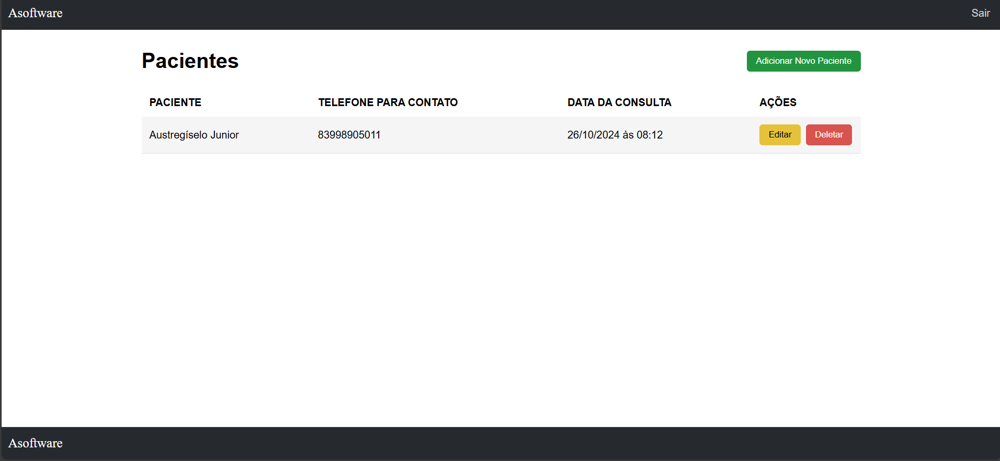 Asoftware Sair
Pacientes Adicionar Novo Paciente
PACIENTE TELEFONE PARA CONTATO DATA DA CONSULTA AÇÕES
Austregíselo Junior 83998905011 26/10/2024 às 08:12 Editar Deletar
Asoftware